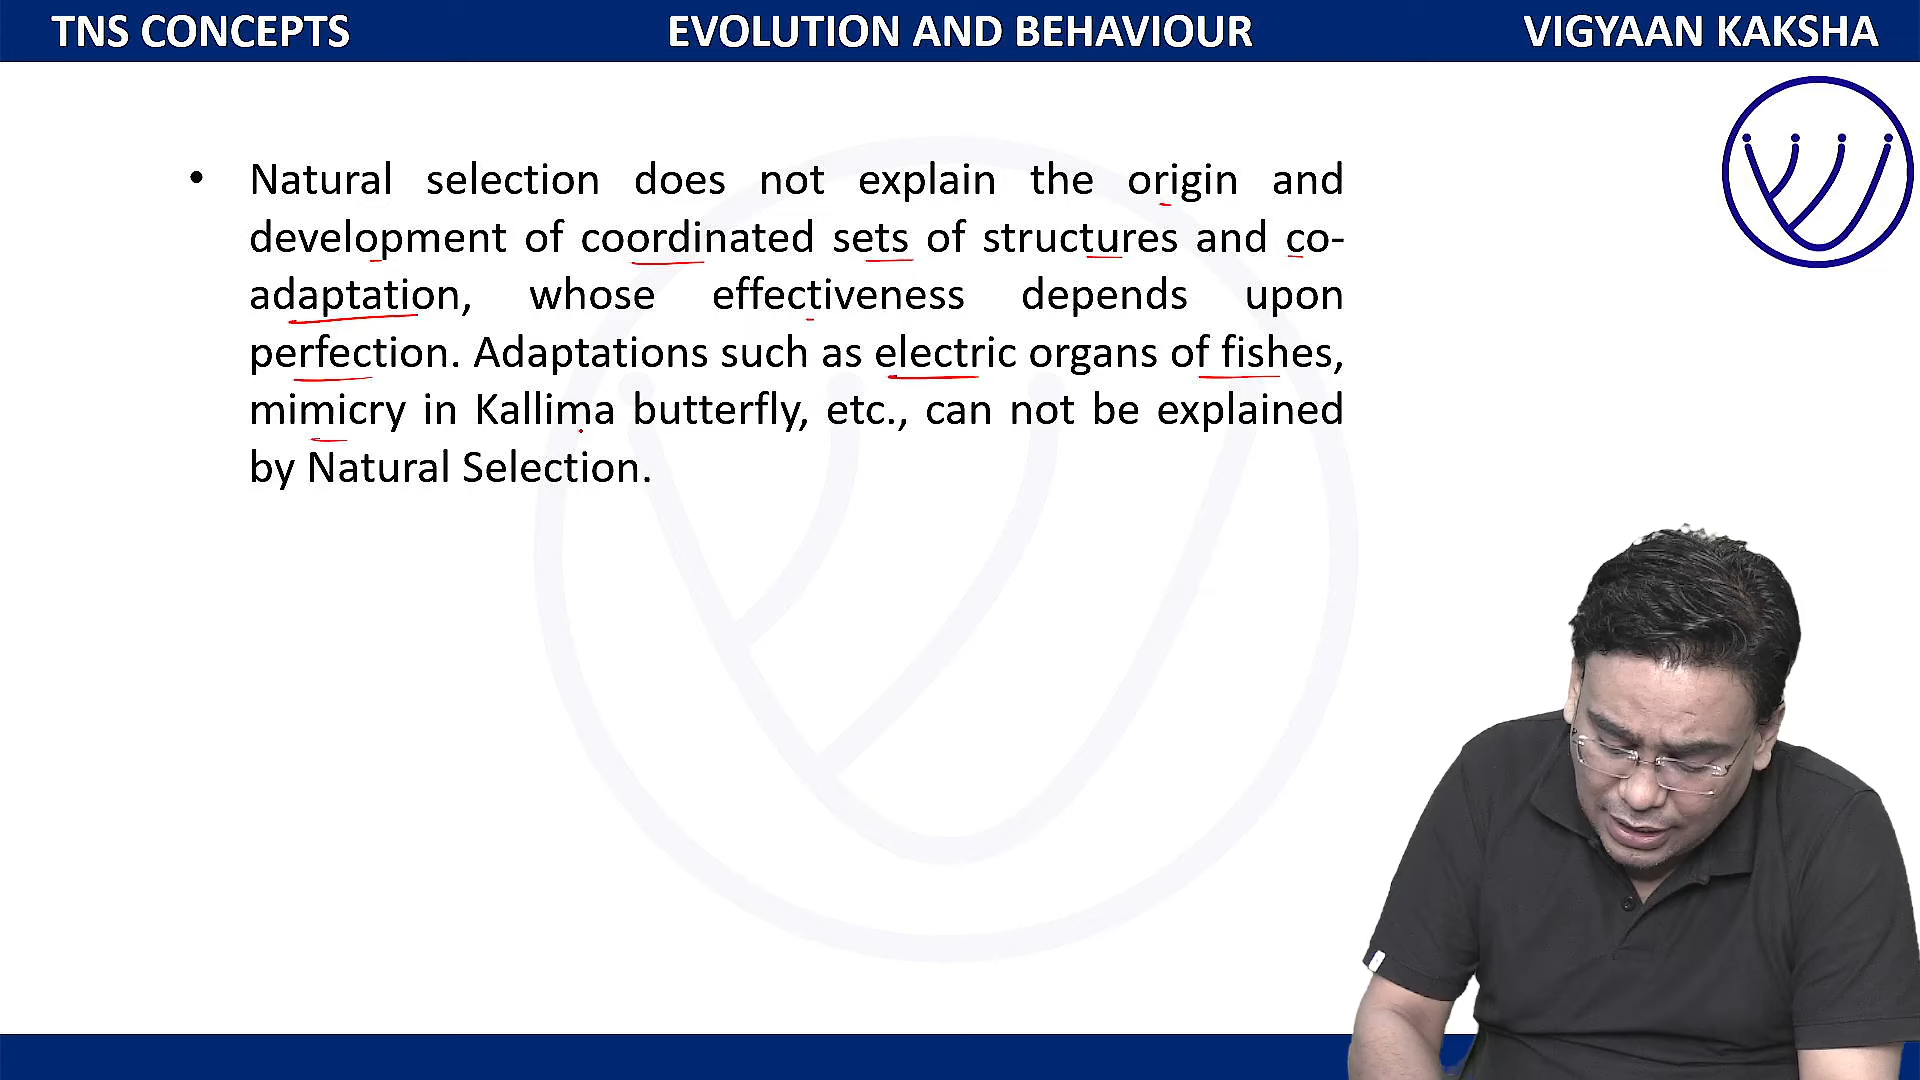 TNS CONCEPTS EVOLUTION AND BEHAVIOUR VIGYAAN KAKSHA
• Natural selection does not explain the origin and
development of coordinated sets of structures and co-
adaptation, whose effectiveness depends upon
perfection. Adaptations such as electric organs of fishes,
mimicry in Kallima butterfly, etc., can not be explained
by Natural Selection.